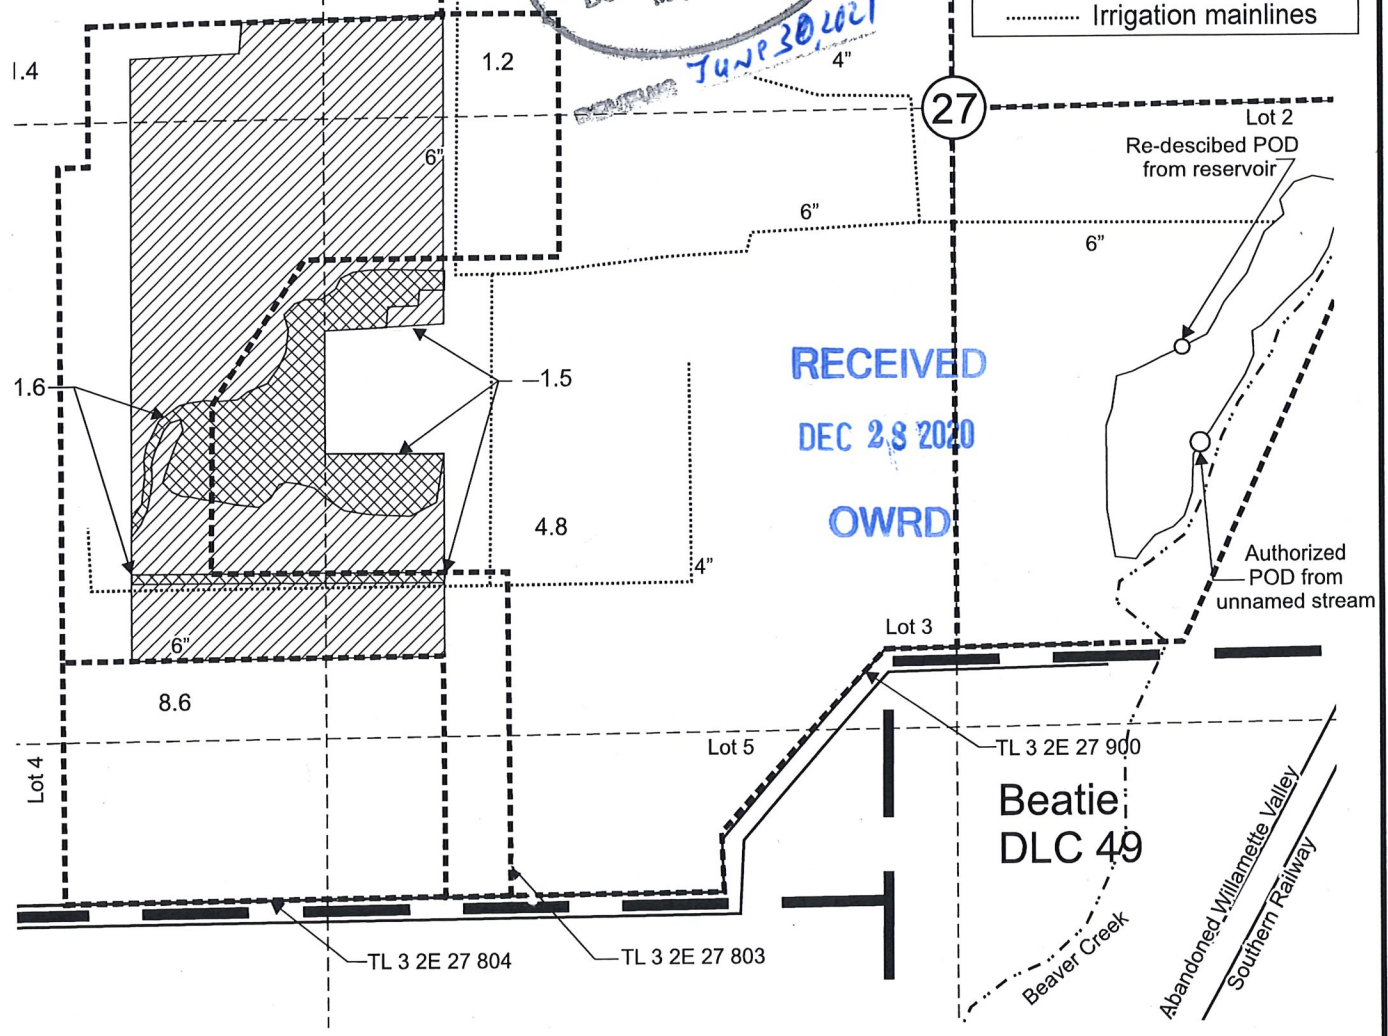 Irrigation mainlines
JUNE 30, 2021
4"
1.4
1.2
27
Lot 2
Re-descibed POD
from reservoir
6"
6"
6"
RECEIVED
1.6
1.5
DEC 28 2020
4.8
OWRD
4"
Authorized
POD from
unnamed stream
6"
Lot 3
8.6
Lot 4
Lot 5
TL 3 2E 27 900
Beatie
DLC 49
Abandoned Willamette Valley
Southern Railway
Beaver Creek
TL 3 2E 27 804
TL 3 2E 27 803